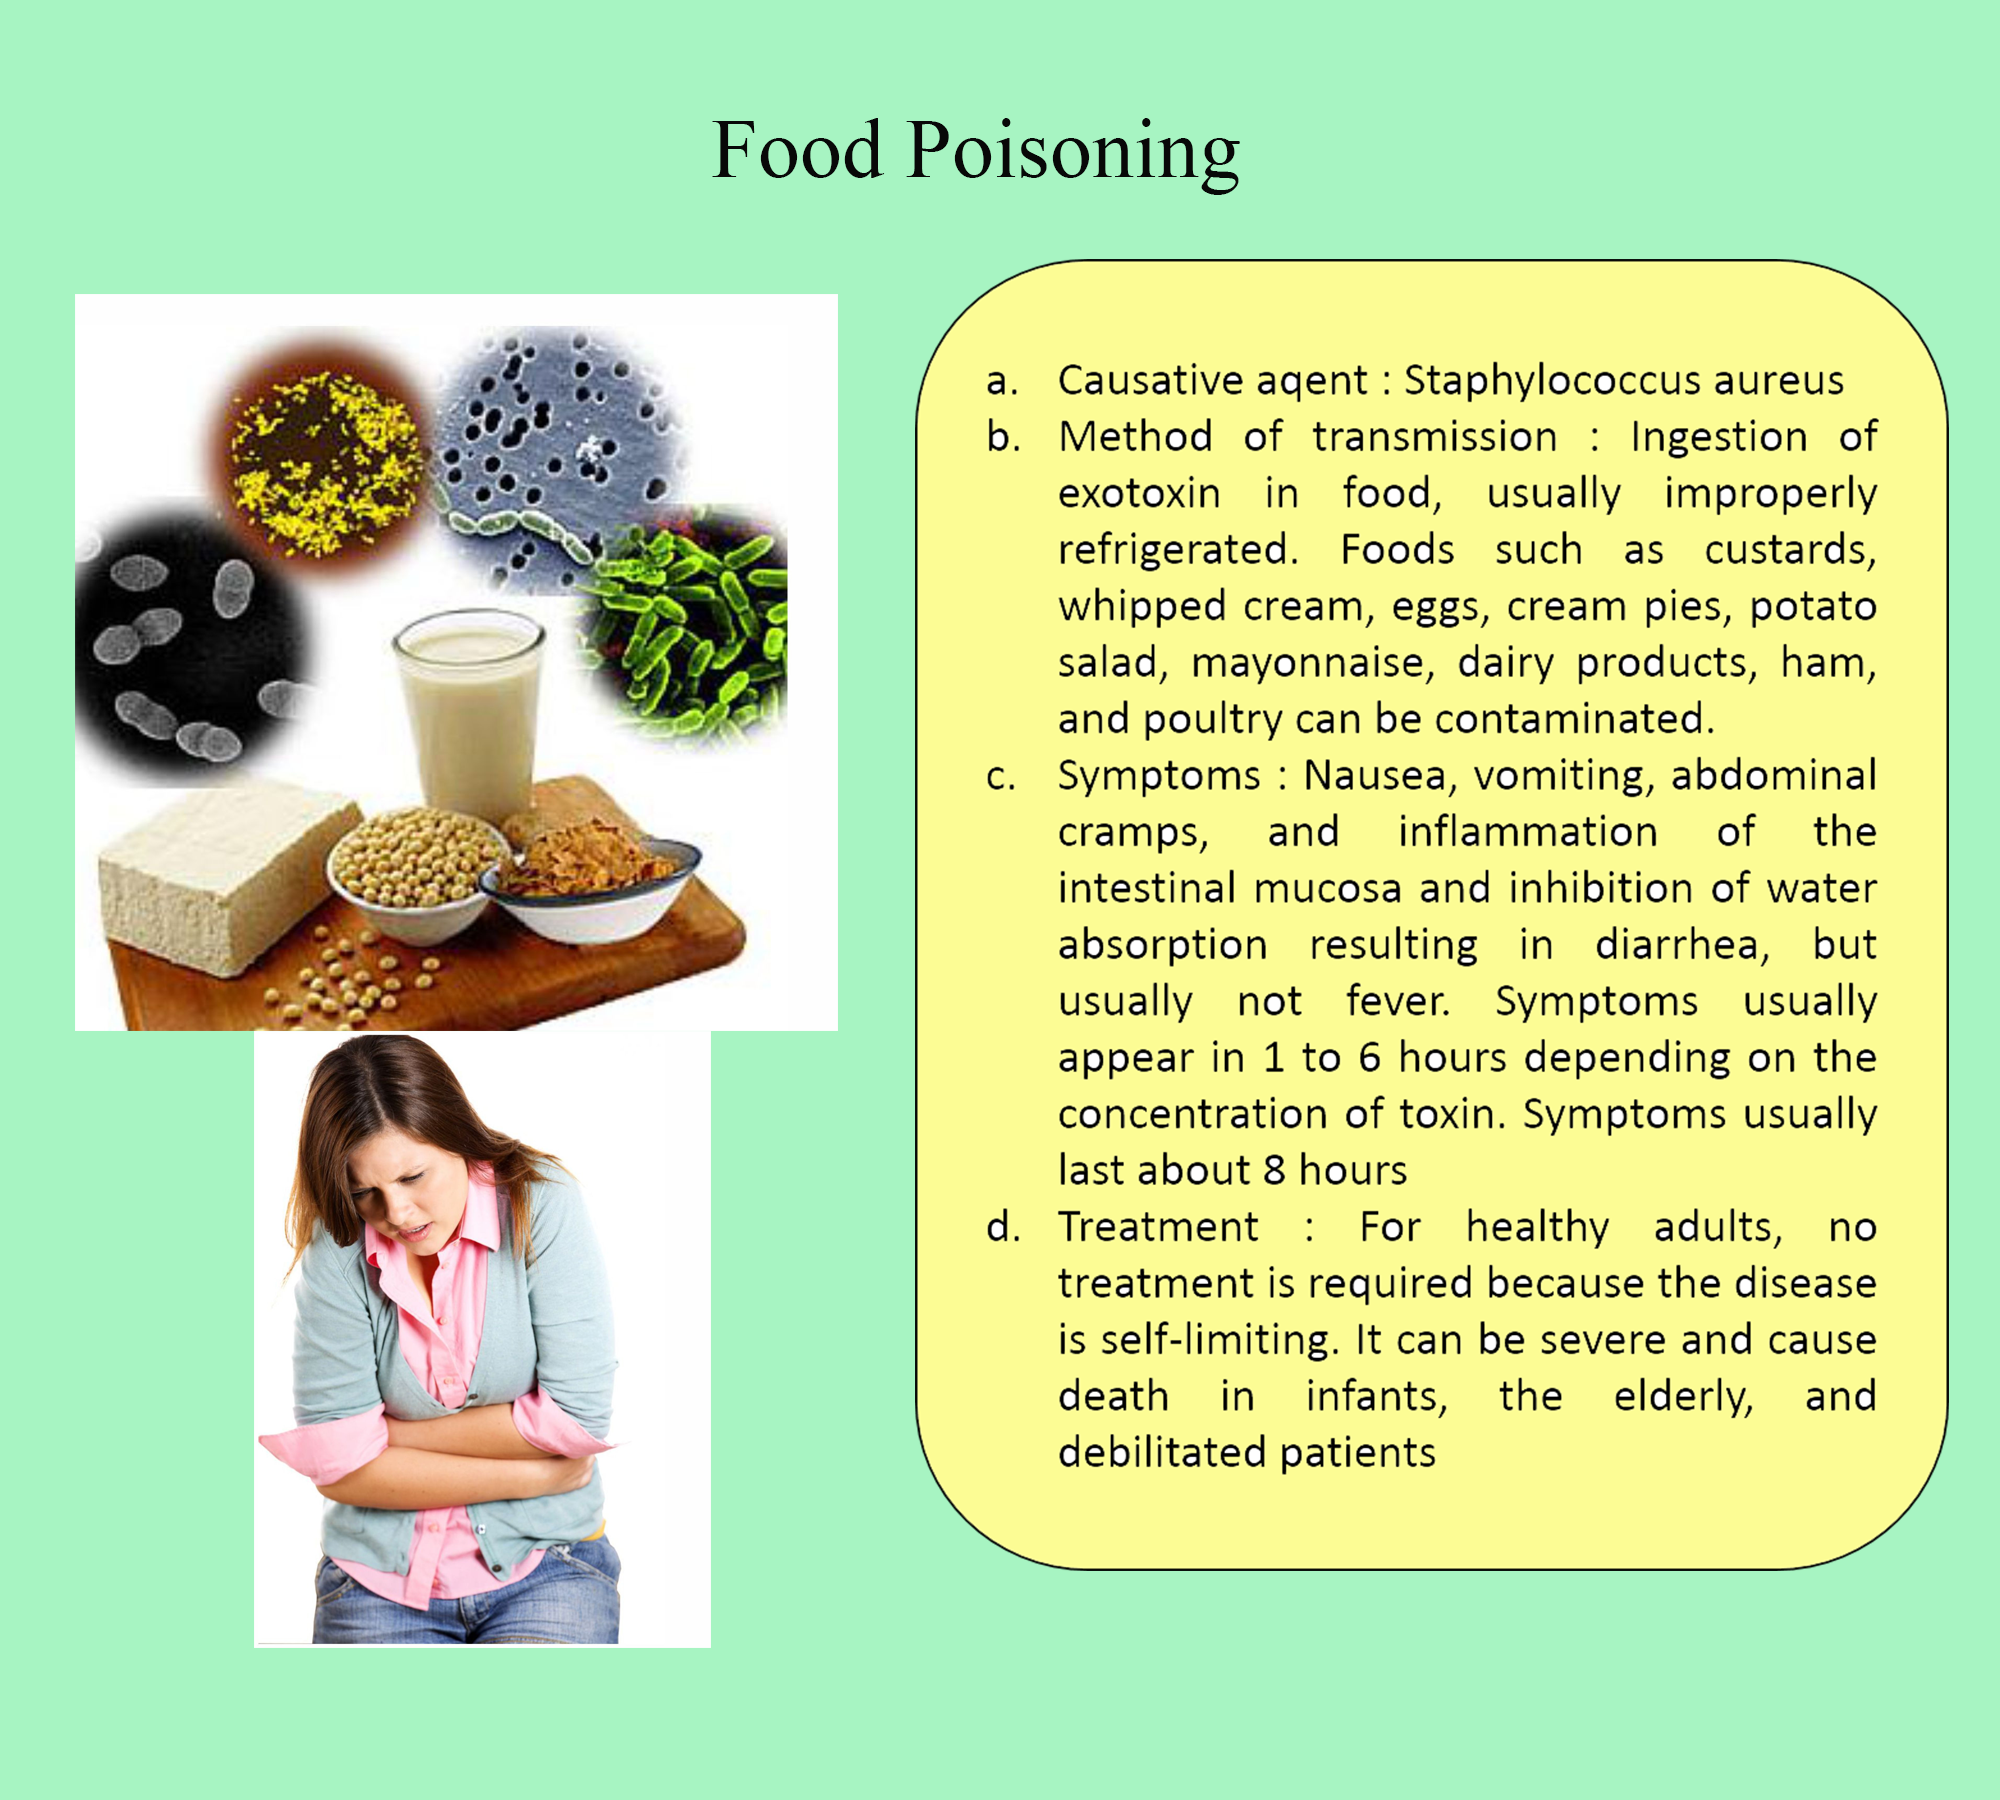 Food Poisoning
a. Causative aqent : Staphylococcus aureus
b. Method of transmission : Ingestion of
exotoxin in food, usually improperly
refrigerated. Foods such as custards,
whipped cream, eggs, cream pies, potato
salad, mayonnaise, dairy products, ham,
and poultry can be contaminated.
c. Symptoms : Nausea, vomiting, abdominal
cramps, and inflammation of the
intestinal mucosa and inhibition of water
absorption resulting in diarrhea, but
usually not fever. Symptoms usually
appear in 1 to 6 hours depending on the
concentration of toxin. Symptoms usually
last about 8 hours
d. Treatment : For healthy adults, no
treatment is required because the disease
is self-limiting. It can be severe and cause
death in infants, the elderly, and
debilitated patients